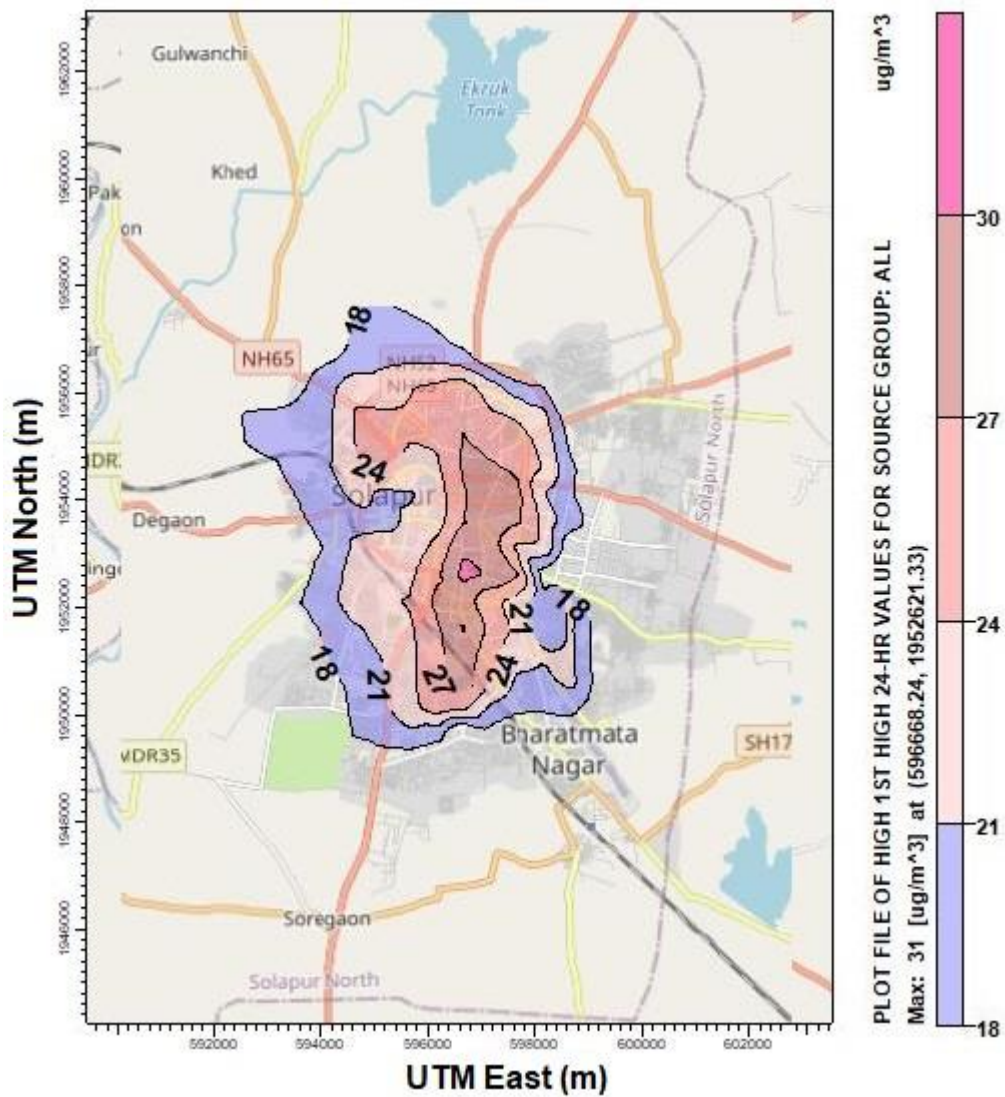 Gulwanchi
Ekruk
Tank
Khed
Pak
on
NH65
NH52
NH65
18
24
Solapur
Degaon
18
21
18
21
27
24
Bharatmata
Nagar
SH17
MDR35
Solapur North
Soregaon
Solapur North
1962000
1960000
1958000
1956000
1954000
1952000
1950000
1948000
1946000
UTM North (m)
592000 594000 596000 598000 600000 602000
UTM East (m)
PLOT FILE OF HIGH 1ST HIGH 24-HR VALUES FOR SOURCE GROUP: ALL ug/m^3
Max: 31 [ug/m^3] at (596668.24, 1952621.33)
30
27
24
21
18